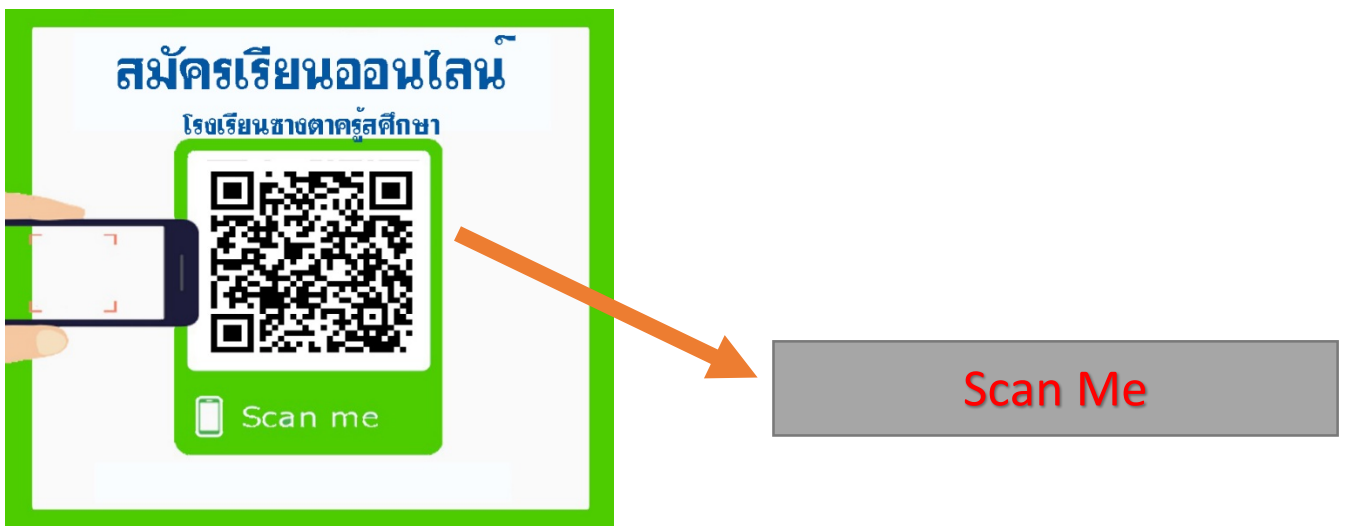 สมัครเรียนออนไลน์
โรงเรียนซางตาครู้สศึกษา
Scan me
Scan Me